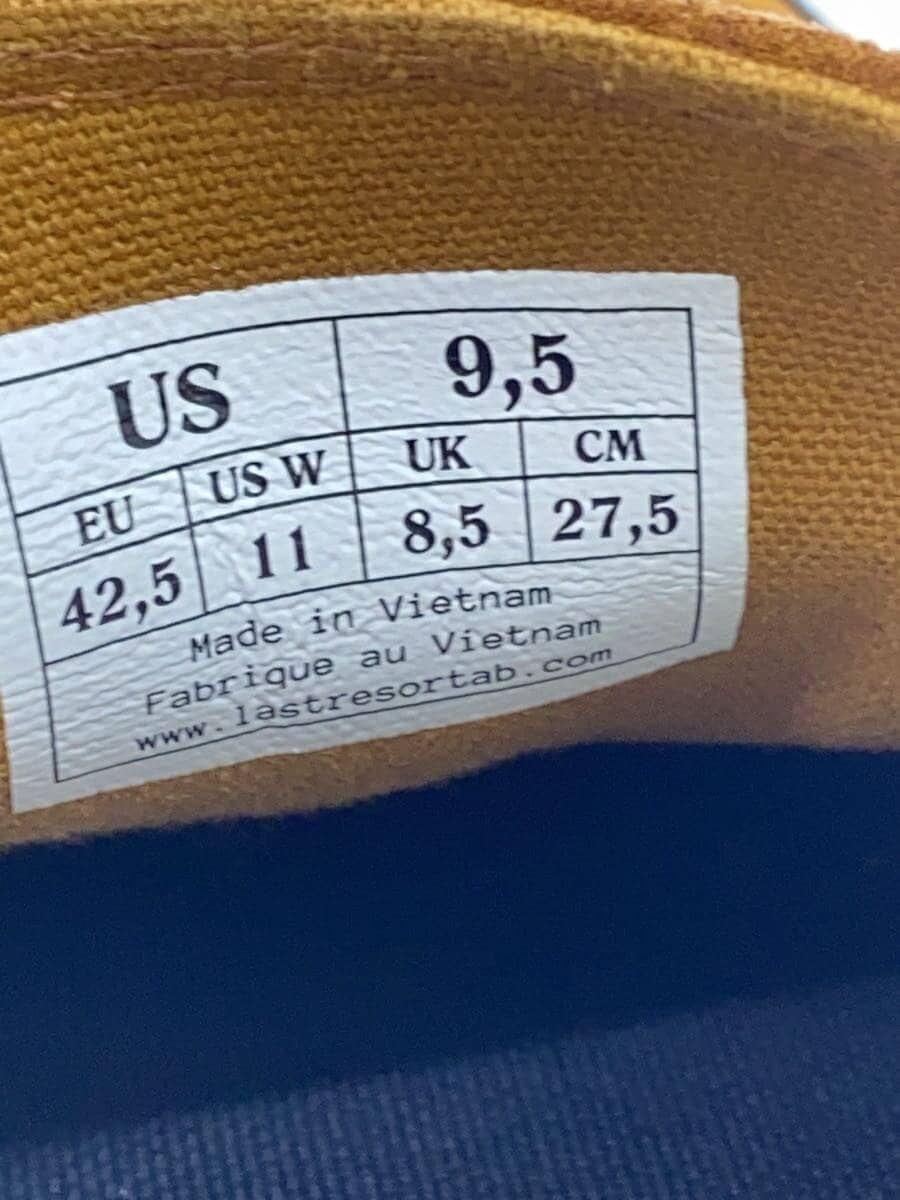 US 9,5
EU US W UK CM
42,5 11 8,5 27,5
Made in Vietnam
Fabrique au Vietnam
www.lastresortab.com